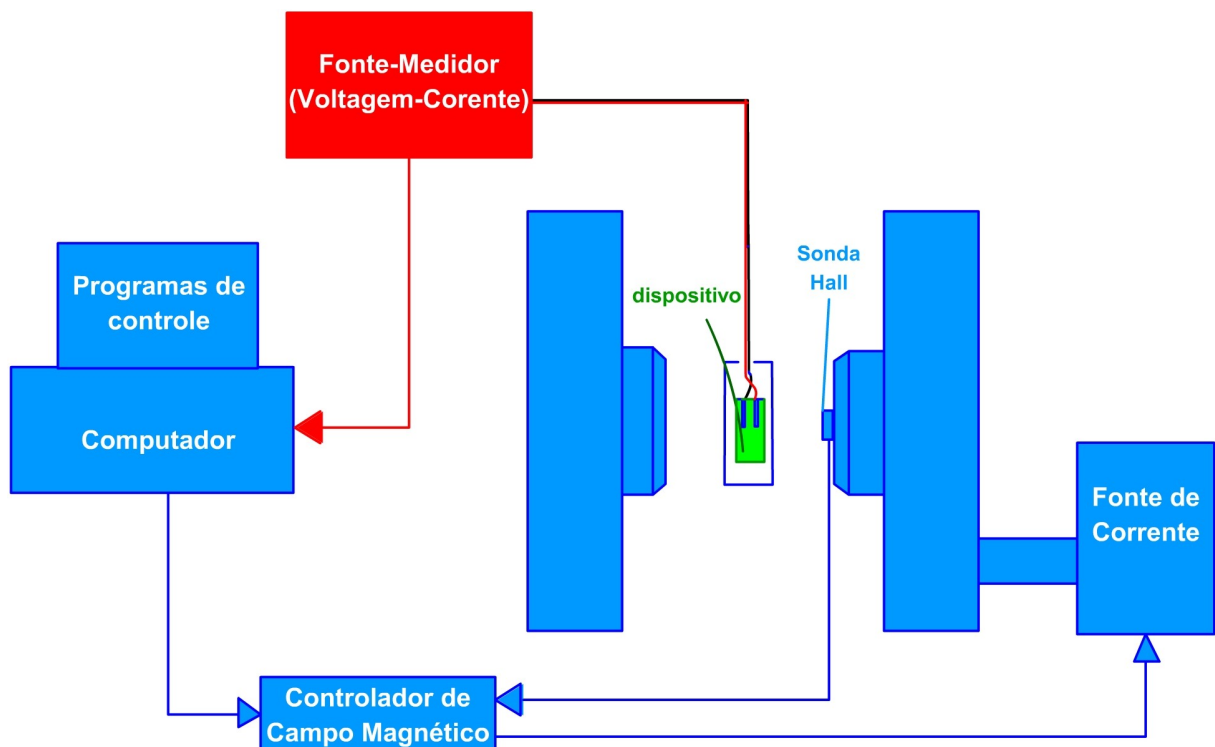 Fonte-Medidor
(Voltagem-Corente)
Programas de
controle
Computador
dispositivo
Sonda
Hall
Fonte de
Corrente
Controlador de
Campo Magnético